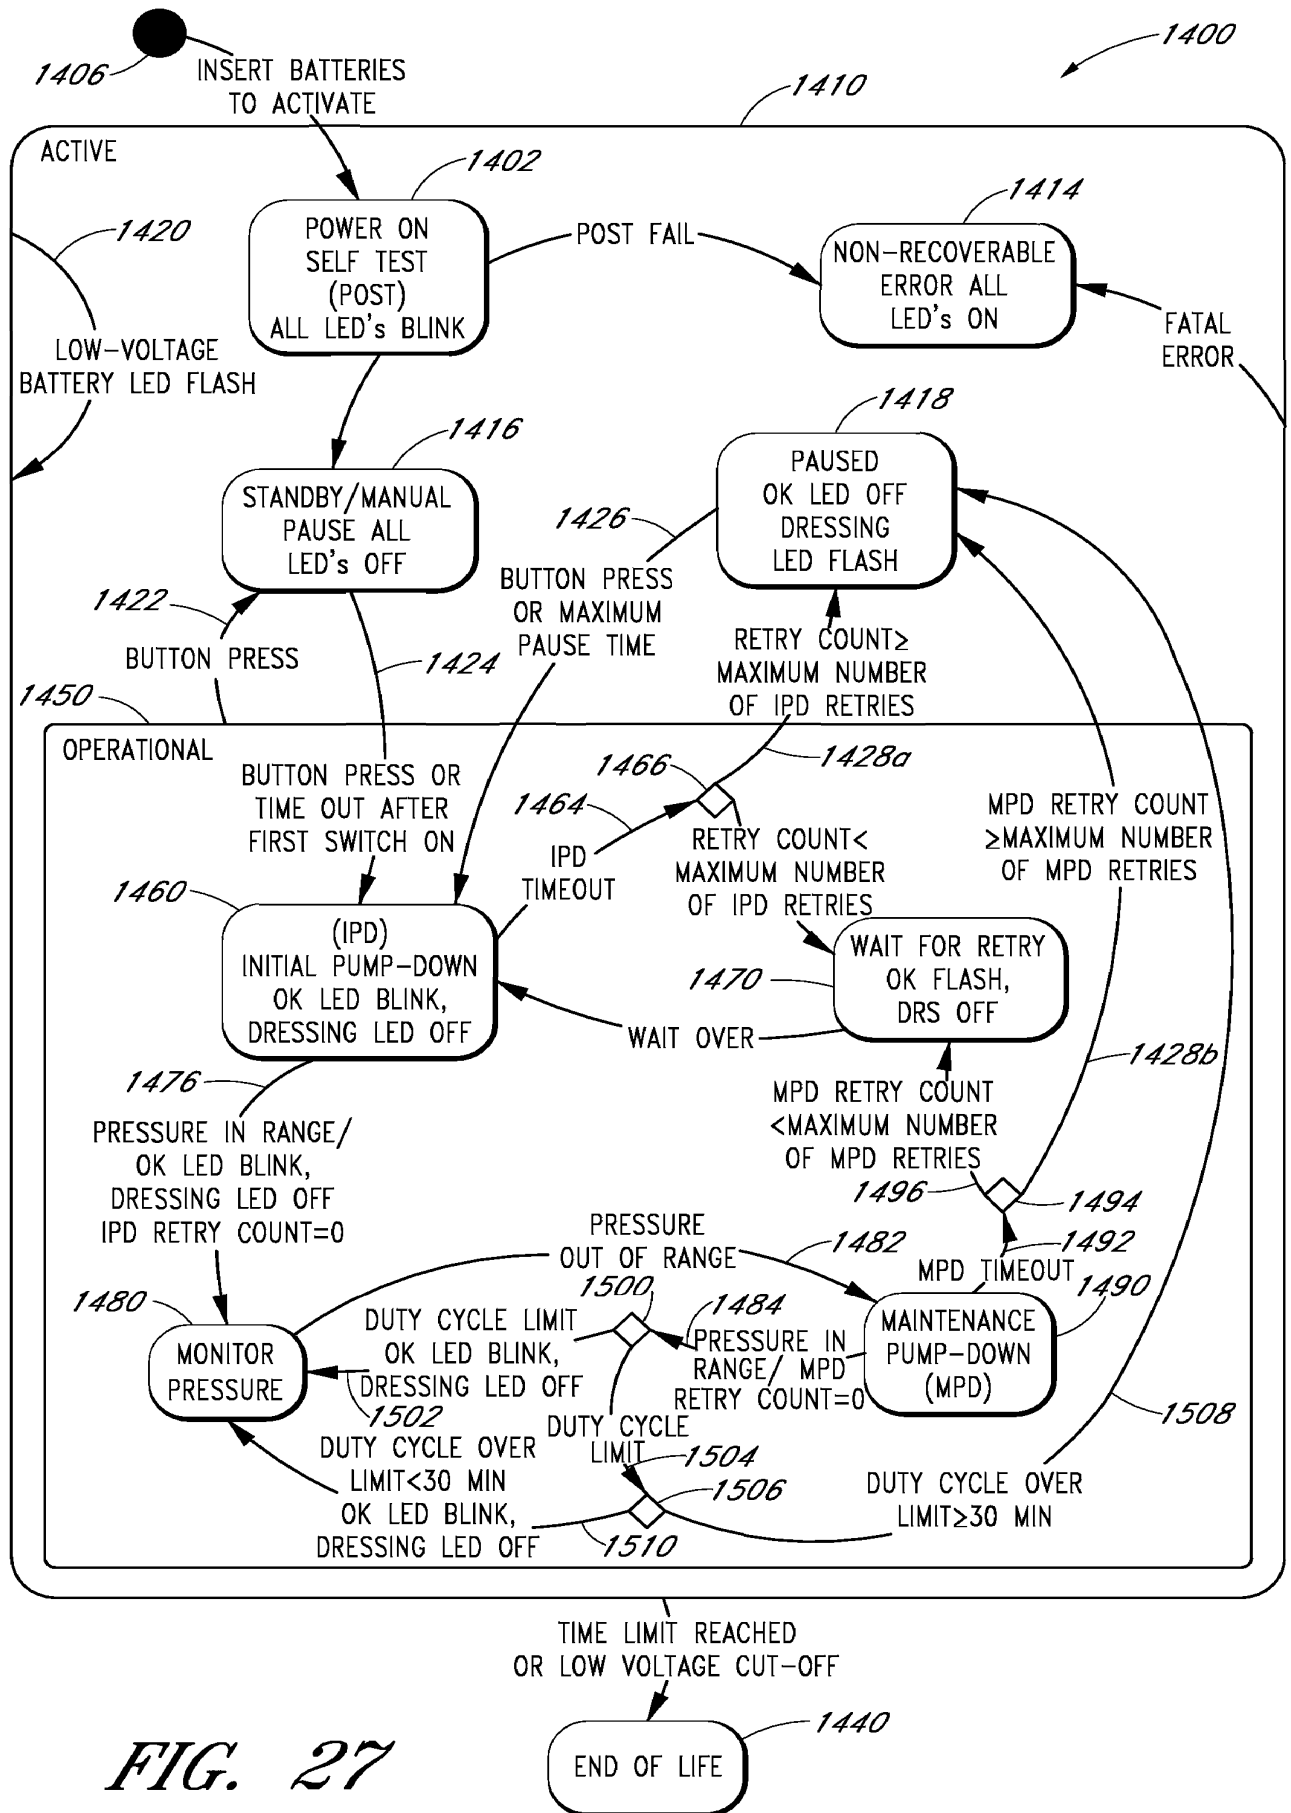 1400
1406
INSERT BATTERIES
TO ACTIVATE
1410
ACTIVE
1402
1414
1420
POWER ON
SELF TEST
(POST)
ALL LED's BLINK
POST FAIL
NON-RECOVERABLE
ERROR ALL
LED's ON
FATAL
ERROR
LOW-VOLTAGE
BATTERY LED FLASH
1416
1418
STANDBY/MANUAL
PAUSE ALL
LED's OFF
PAUSED
OK LED OFF
DRESSING
LED FLASH
1426
1422
BUTTON PRESS
1424
BUTTON PRESS
OR MAXIMUM
PAUSE TIME
RETRY COUNT≥
MAXIMUM NUMBER
OF IPD RETRIES
1450
OPERATIONAL
1428a
1466
1464
BUTTON PRESS OR
TIME OUT AFTER
FIRST SWITCH ON
IPD
TIMEOUT
RETRY COUNT<
MAXIMUM NUMBER
OF IPD RETRIES
MPD RETRY COUNT
≥MAXIMUM NUMBER
OF MPD RETRIES
1460
(IPD)
INITIAL PUMP-DOWN
OK LED BLINK,
DRESSING LED OFF
1470
WAIT FOR RETRY
OK FLASH,
DRS OFF
WAIT OVER
1428b
1476
MPD RETRY COUNT
<MAXIMUM NUMBER
OF MPD RETRIES
PRESSURE IN RANGE/
OK LED BLINK,
DRESSING LED OFF
IPD RETRY COUNT=0
1496
1494
PRESSURE
OUT OF RANGE
1482
1492
MPD TIMEOUT
1490
1480
1500
1484
DUTY CYCLE LIMIT
OK LED BLINK,
DRESSING LED OFF
PRESSURE IN
RANGE/ MPD
RETRY COUNT=0
MAINTENANCE
PUMP-DOWN
(MPD)
MONITOR
PRESSURE
1502
1508
DUTY CYCLE
LIMIT
1504
DUTY CYCLE OVER
LIMIT<30 MIN
OK LED BLINK,
DRESSING LED OFF
1506
1510
DUTY CYCLE OVER
LIMIT≥30 MIN
TIME LIMIT REACHED
OR LOW VOLTAGE CUT-OFF
1440
END OF LIFE
FIG. 27